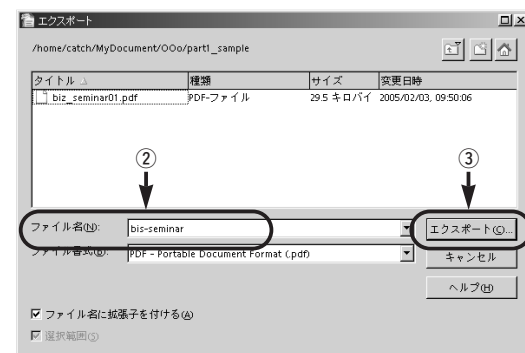 エクスポート
/home/catch/MyDocument/OOo/part1_sample
タイトル 種類 サイズ 変更日時
biz_seminar01.pdf PDF-ファイル 29.5 キロバイ 2005/02/03, 09:50:06
② ③
ファイル名(N): bis-seminar エクスポート(C)...
ファイル書式(B): PDF - Portable Document Format (.pdf) キャンセル
ヘルプ(H)
ファイル名に拡張子を付ける(A)
選択範囲(S)